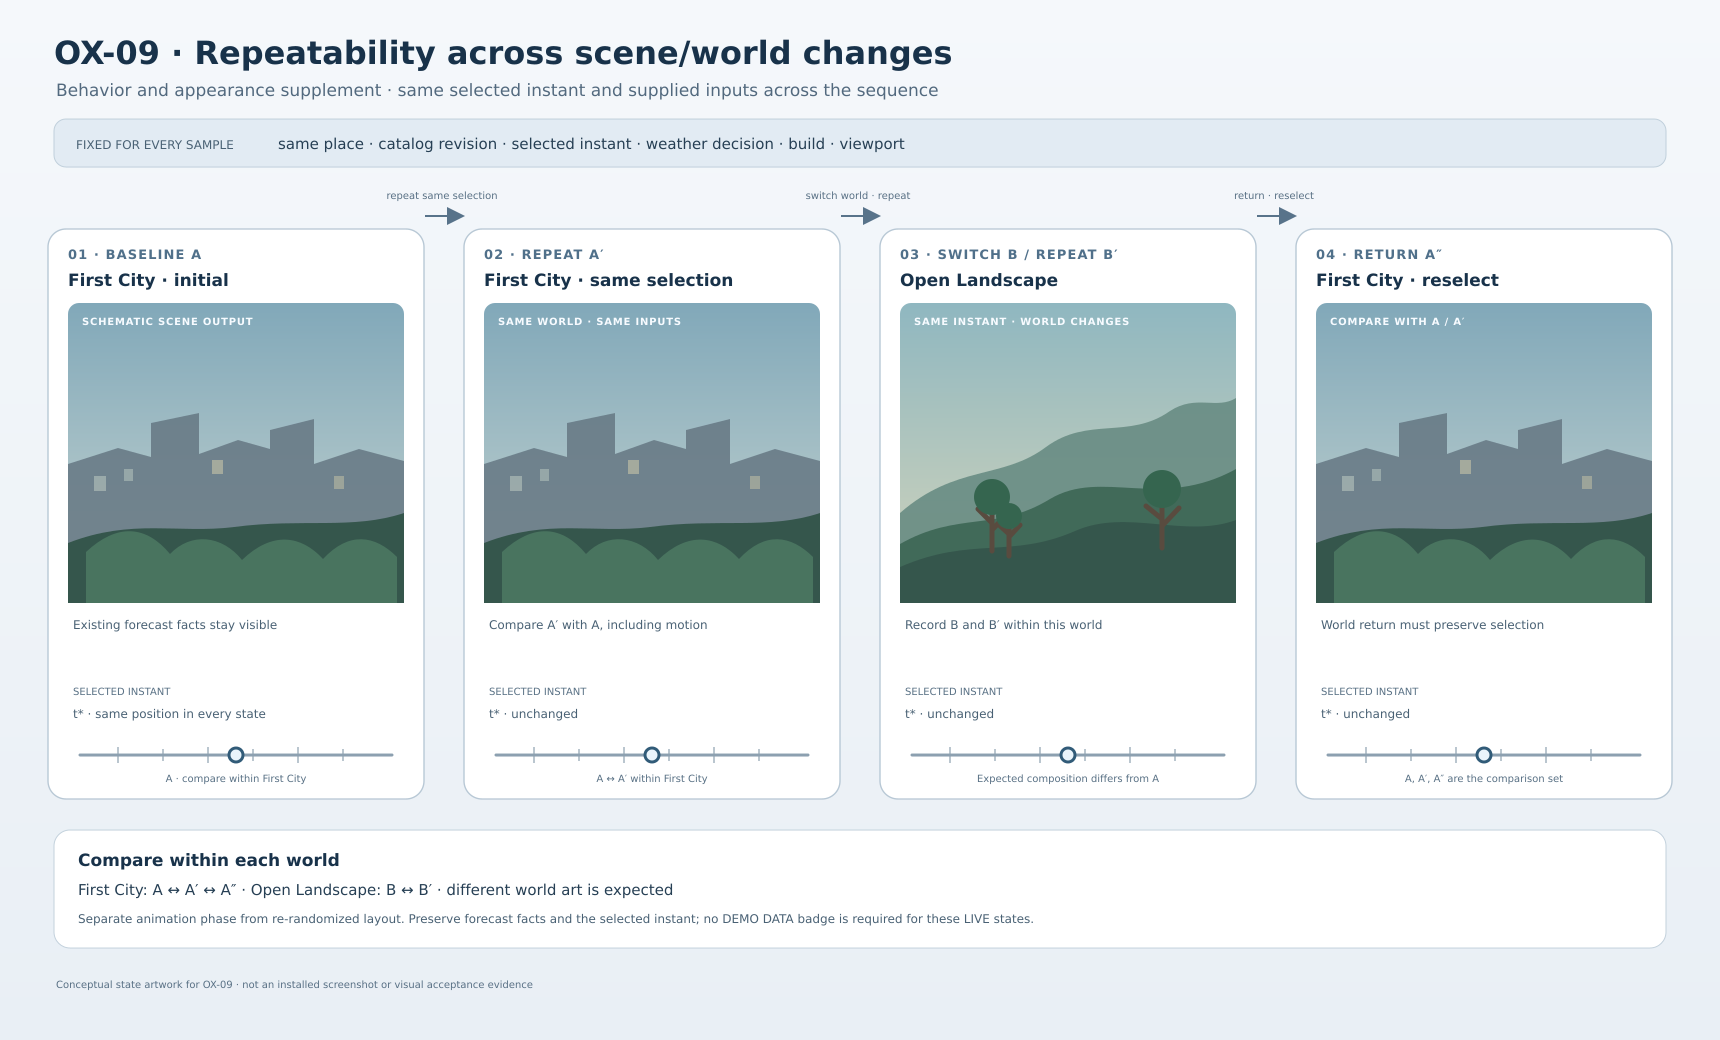 OX-09 · Repeatability across scene/world changes
Behavior and appearance supplement · same selected instant and supplied inputs across the sequence
FIXED FOR EVERY SAMPLE same place · catalog revision · selected instant · weather decision · build · viewport
repeat same selection
switch world · repeat
return · reselect
01 · BASELINE A
First City · initial
SCHEMATIC SCENE OUTPUT
Existing forecast facts stay visible
SELECTED INSTANT
t* · same position in every state
A · compare within First City
02 · REPEAT A′
First City · same selection
SAME WORLD · SAME INPUTS
Compare A′ with A, including motion
SELECTED INSTANT
t* · unchanged
A ↔ A′ within First City
03 · SWITCH B / REPEAT B′
Open Landscape
SAME INSTANT · WORLD CHANGES
Record B and B′ within this world
SELECTED INSTANT
t* · unchanged
Expected composition differs from A
04 · RETURN A″
First City · reselect
COMPARE WITH A / A′
World return must preserve selection
SELECTED INSTANT
t* · unchanged
A, A′, A″ are the comparison set
Compare within each world
First City: A ↔ A′ ↔ A″ · Open Landscape: B ↔ B′ · different world art is expected
Separate animation phase from re-randomized layout. Preserve forecast facts and the selected instant; no DEMO DATA badge is required for these LIVE states.
Conceptual state artwork for OX-09 · not an installed screenshot or visual acceptance evidence